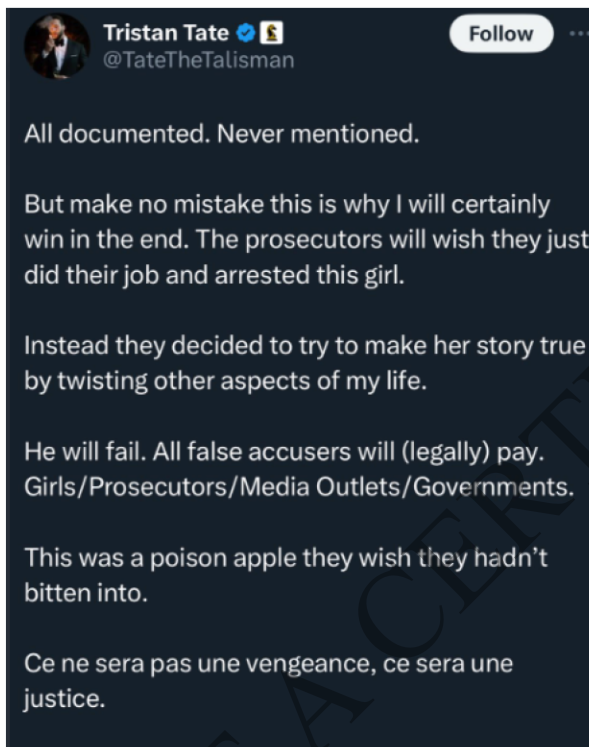 Tristan Tate
@TateTheTalisman
Follow
All documented. Never mentioned.
But make no mistake this is why I will certainly
win in the end. The prosecutors will wish they just
did their job and arrested this girl.
Instead they decided to try to make her story true
by twisting other aspects of my life.
He will fail. All false accusers will (legally) pay.
Girls/Prosecutors/Media Outlets/Governments.
This was a poison apple they wish they hadn't
bitten into.
Ce ne sera pas une vengeance, ce sera une
justice.
A CERT